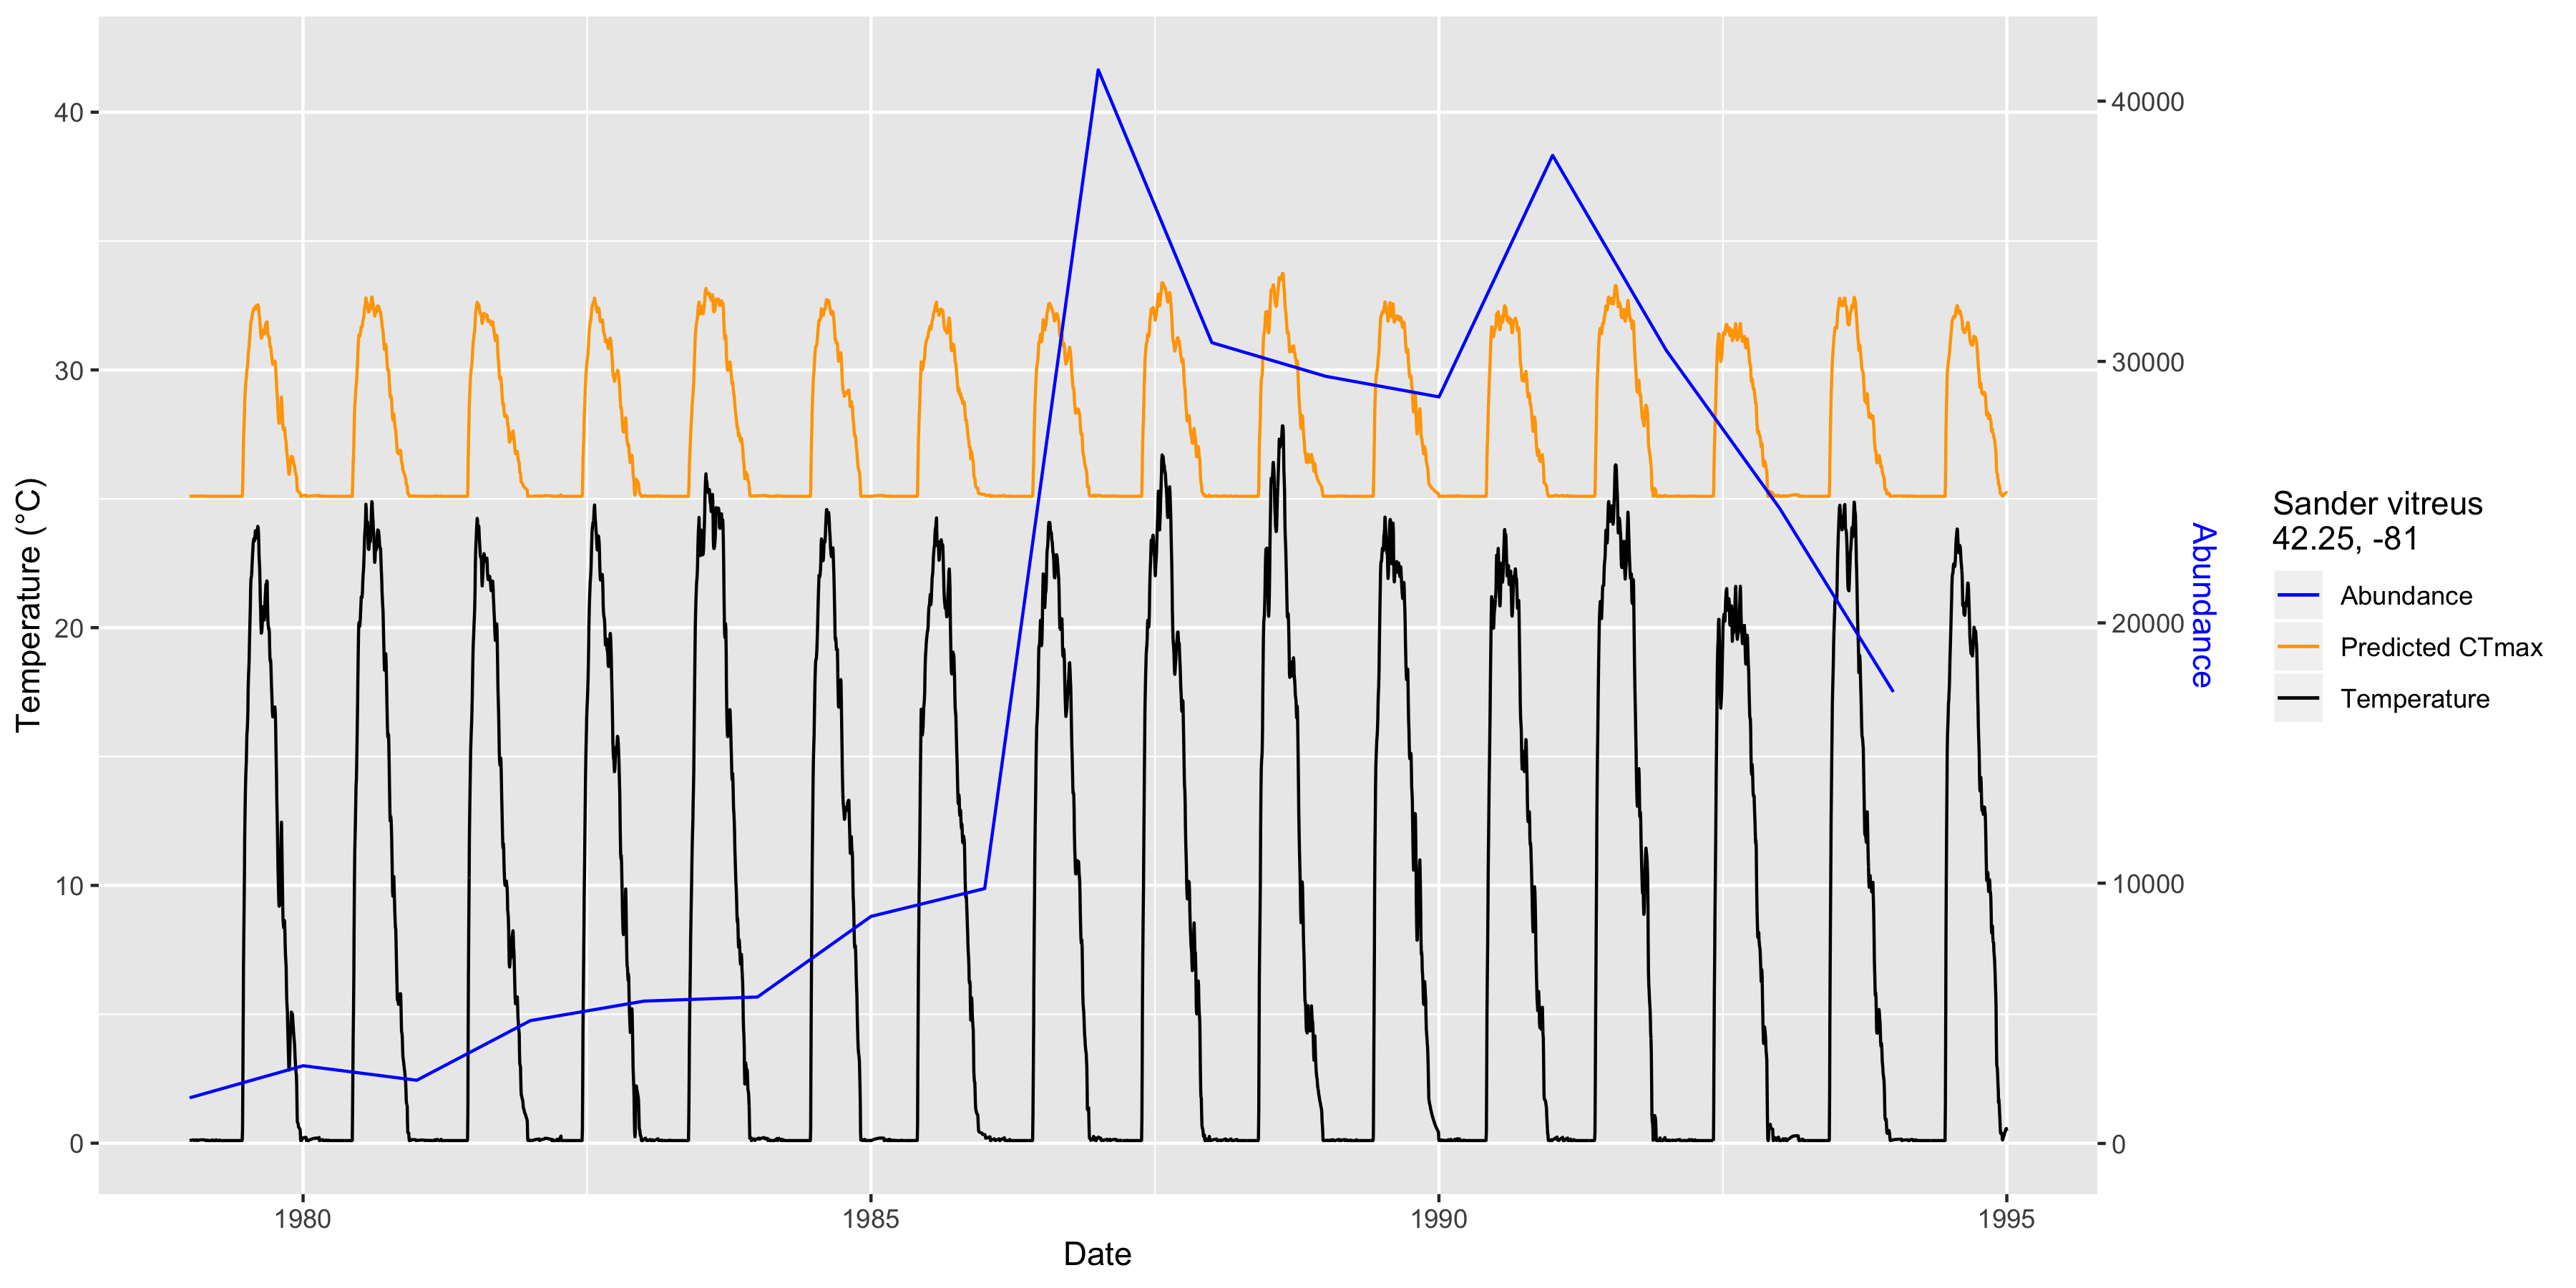 Temperature (°C)
40
30
20
10
0
1980
1985
1990
1995
Date
40000
30000
20000
10000
0
Abundance
Sander vitreus
42.25, -81
Abundance
Predicted CTmax
Temperature